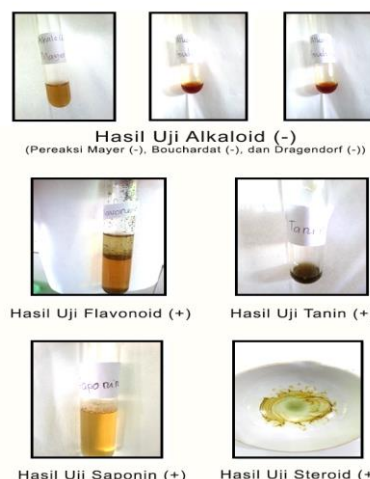 Hasil Uji Alkaloid (-)
(Pereaksi Mayer (-), Bouchardat (-), dan Dragendorf (-))
Hasil Uji Flavonoid (+)
Hasil Uji Tanin (+
Tani
Hasil Uji Saponin (+)
Hasil Uji Steroid (+